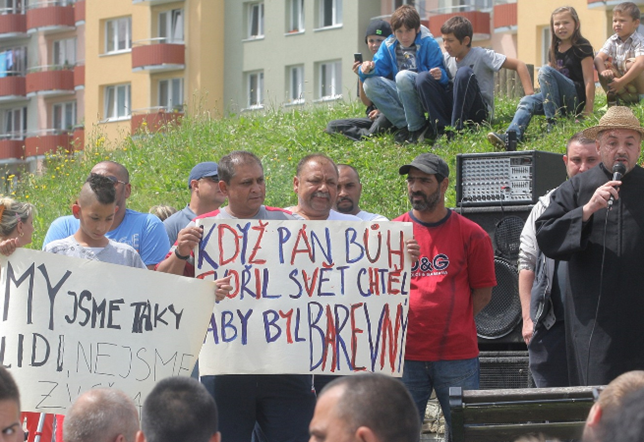 MY JSME TAKY
LIDI, NEJSME
KDYŽ PÁN BŮH
TVOŘIL SVĚT CHTĚL
ABY BYL BAREVNÝ